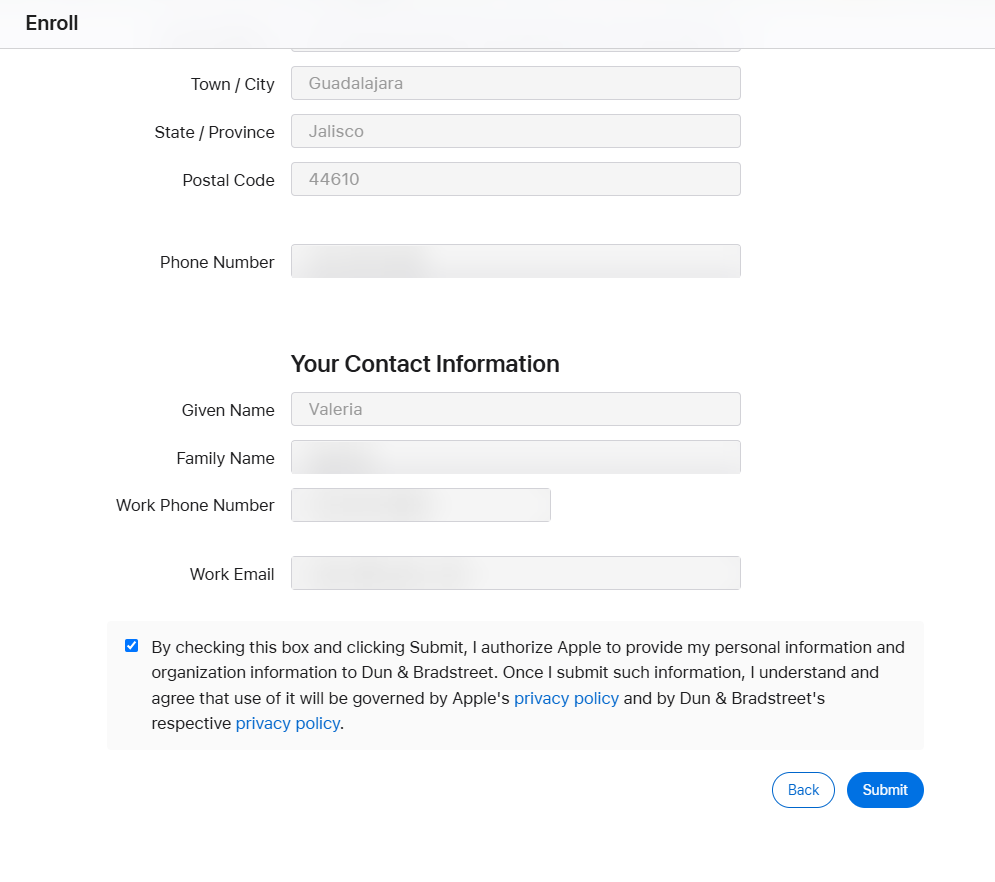 Enroll
Town / City
Guadalajara
State / Province
Jalisco
Postal Code
44610
Phone Number
Your Contact Information
Given Name
Valeria
Family Name
Work Phone Number
Work Email
By checking this box and clicking Submit, I authorize Apple to provide my personal information and
organization information to Dun & Bradstreet. Once I submit such information, I understand and
agree that use of it will be governed by Apple's privacy policy and by Dun & Bradstreet's
respective privacy policy.
Back
Submit